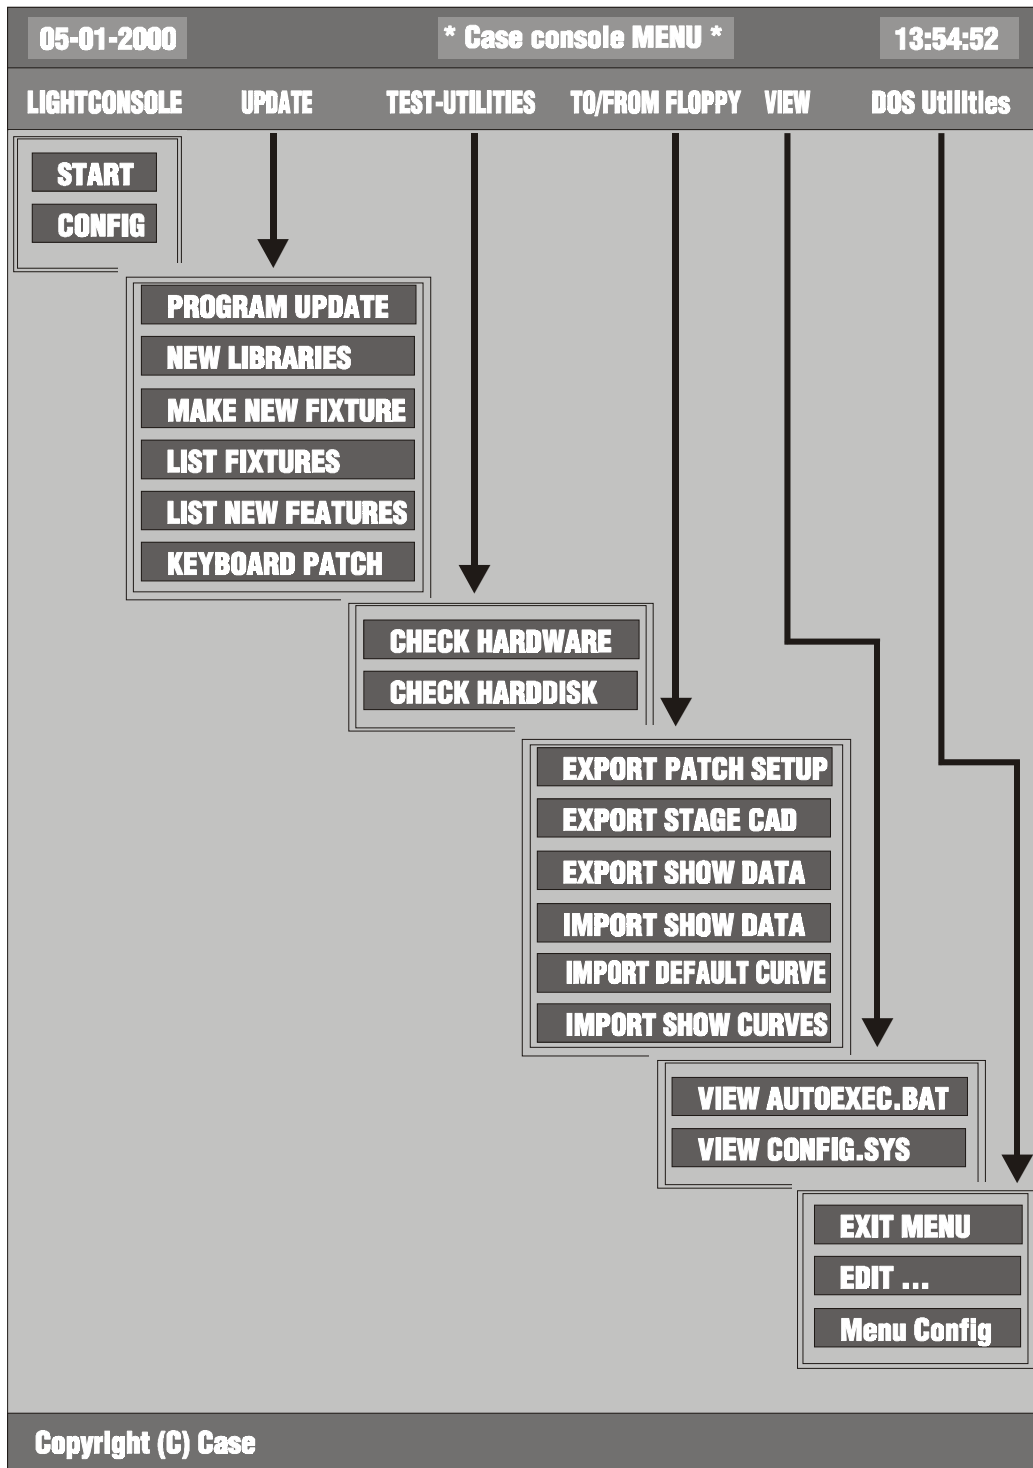 05-01-2000 * Case console MENU * 13:54:52
LIGHTCONSOLE UPDATE TEST-UTILITIES TO/FROM FLOPPY VIEW DOS Utilities
START
CONFIG
PROGRAM UPDATE
NEW LIBRARIES
MAKE NEW FIXTURE
LIST FIXTURES
LIST NEW FEATURES
KEYBOARD PATCH
CHECK HARDWARE
CHECK HARDDISK
EXPORT PATCH SETUP
EXPORT STAGE CAD
EXPORT SHOW DATA
IMPORT SHOW DATA
IMPORT DEFAULT CURVE
IMPORT SHOW CURVES
VIEW AUTOEXEC.BAT
VIEW CONFIG.SYS
EXIT MENU
EDIT ...
Menu Config
Copyright (C) Case